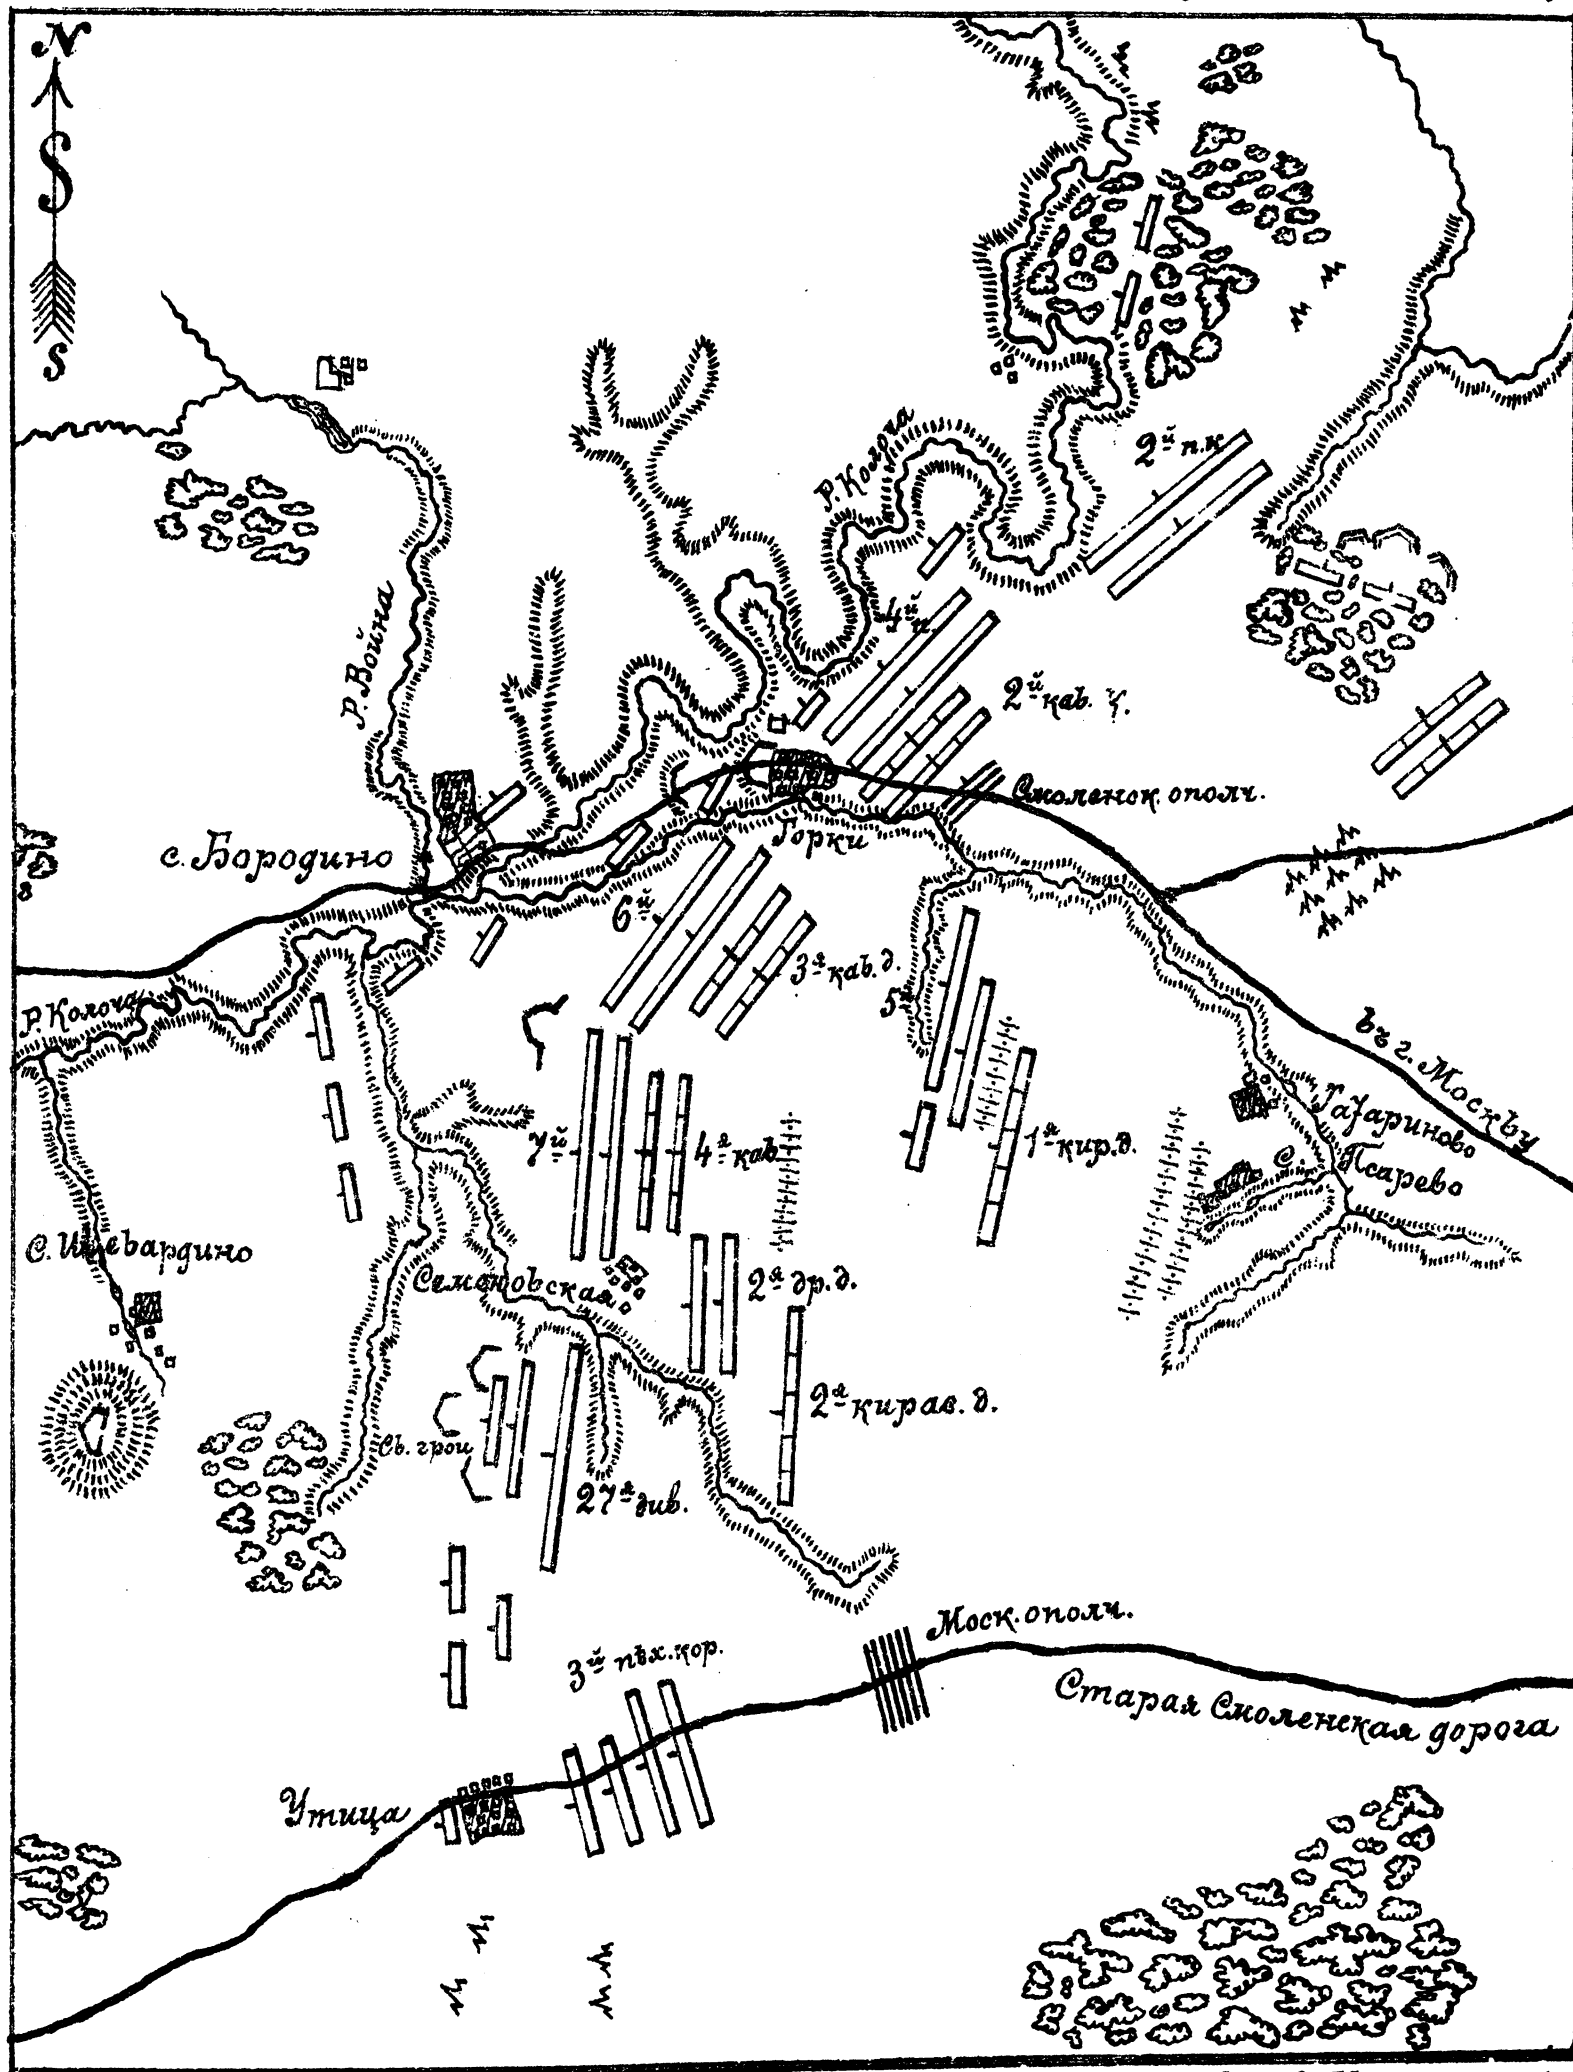 N
S
S
р. Колоча
2й п.к
р. Война
4й п.
2й кав.
Смоленск. ополч.
с. Бородино
Горки
6й
3я кав. д.
5й
р. Колоча
въ г. Москву
Татариново
7й
4я кав
1я кир. д.
с. Псарево
с. Шевардино
Семеновская
2я др. д.
2я кирас. д.
Св. грен
27я див.
Моск. ополч.
3й пѣх. кор.
Старая Смоленская дорога
Утица